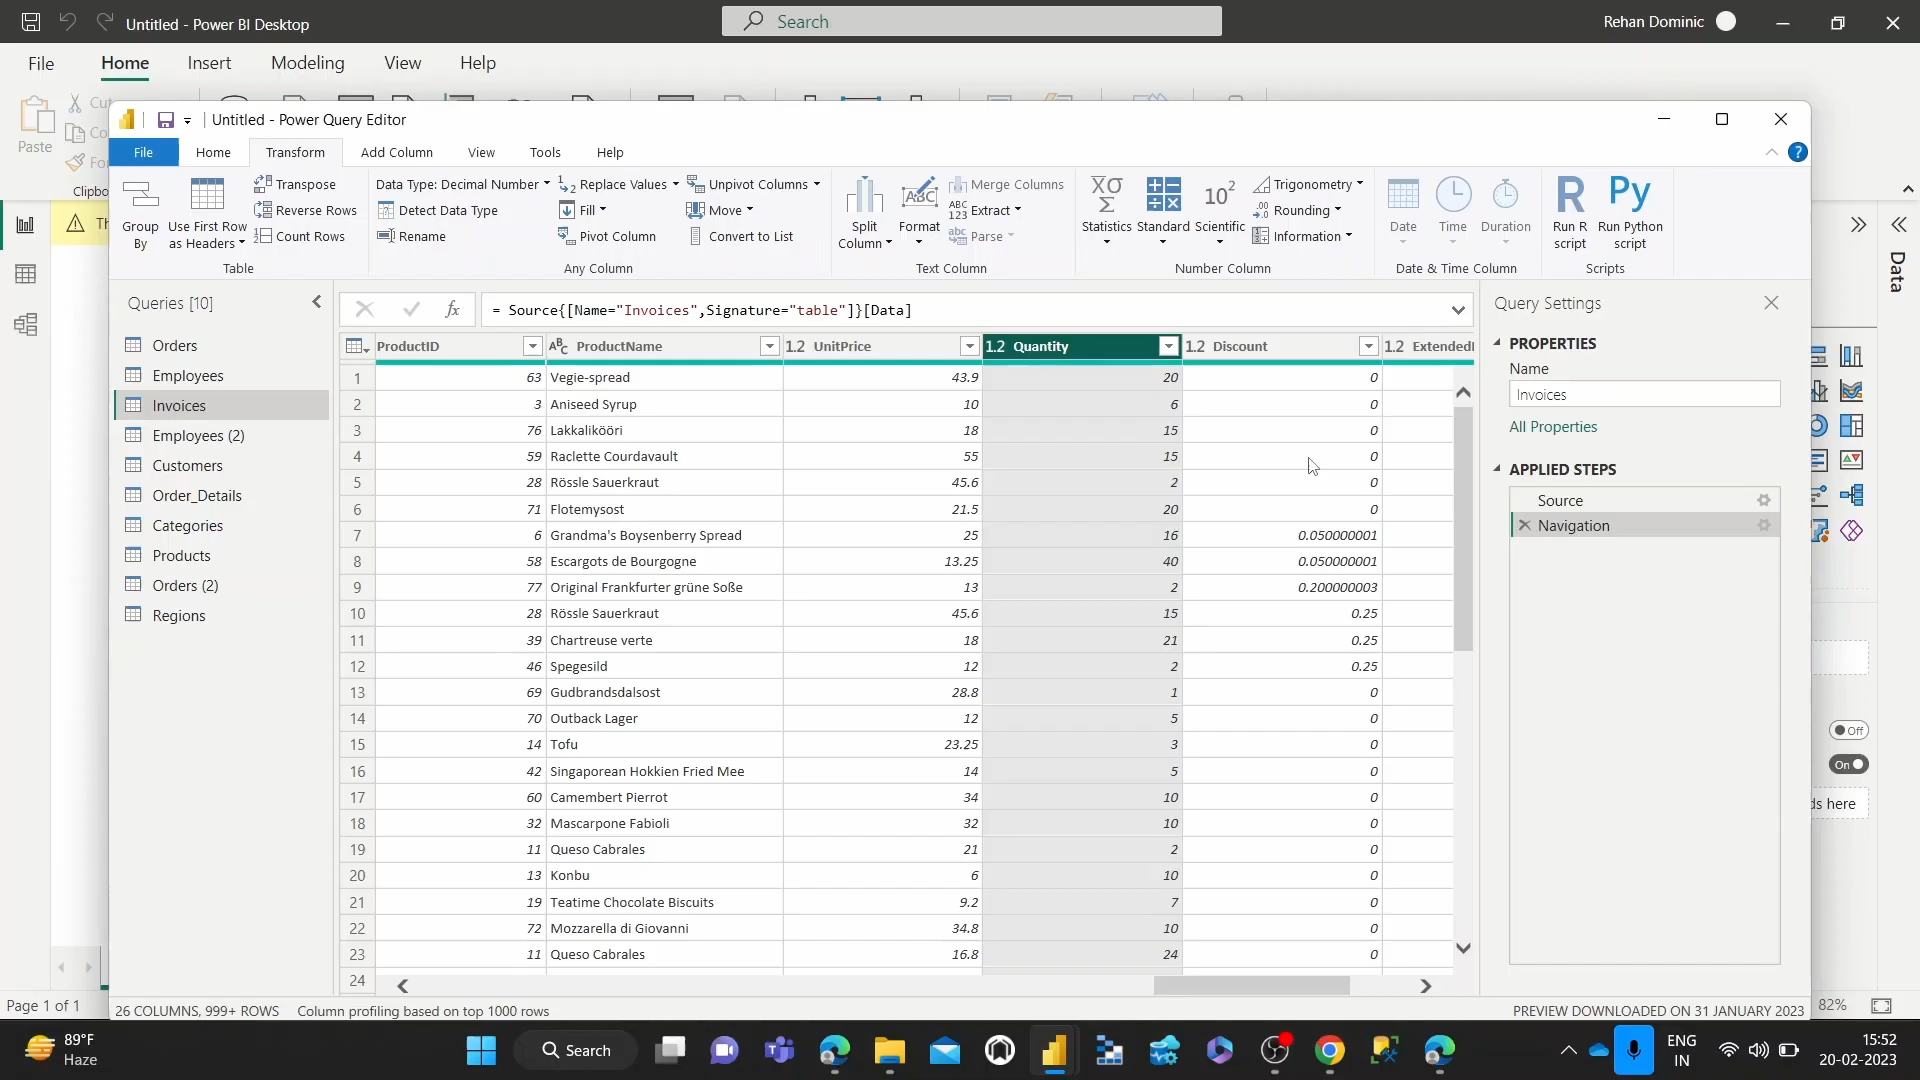 Untitled - Power BI Desktop
Search
Rehan Dominic
File Home Insert Modeling View Help
Paste
Clipbo
Untitled - Power Query Editor
File Home Transform Add Column View Tools Help
Group By
Use First Row as Headers
Transpose
Reverse Rows
Count Rows
Table
Data Type: Decimal Number
Detect Data Type
Rename
Replace Values
Fill
Pivot Column
Unpivot Columns
Move
Convert to List
Any Column
Split Column
Format
Merge Columns
Extract
Parse
Text Column
Statistics
Standard
Scientific
Trigonometry
Rounding
Information
Number Column
Date
Time
Duration
Date & Time Column
Run R script
Run Python script
Scripts
Data
Queries [10]
Orders
Employees
Invoices
Employees (2)
Customers
Order_Details
Categories
Products
Orders (2)
Regions
= Source{[Name="Invoices",Signature="table"]}[Data]
ProductID ABC ProductName 1.2 UnitPrice 1.2 Quantity 1.2 Discount 1.2 Extended
1 63 Vegie-spread 43.9 20 0
2 3 Aniseed Syrup 10 6 0
3 76 Lakkalikööri 18 15 0
4 59 Raclette Courdavault 55 15 0
5 28 Rössle Sauerkraut 45.6 2 0
6 71 Flotemysost 21.5 20 0
7 6 Grandma's Boysenberry Spread 25 16 0.050000001
8 58 Escargots de Bourgogne 13.25 40 0.050000001
9 77 Original Frankfurter grüne Soße 13 2 0.200000003
10 28 Rössle Sauerkraut 45.6 15 0.25
11 39 Chartreuse verte 18 21 0.25
12 46 Spegesild 12 2 0.25
13 69 Gudbrandsdalsost 28.8 1 0
14 70 Outback Lager 12 5 0
15 14 Tofu 23.25 3 0
16 42 Singaporean Hokkien Fried Mee 14 5 0
17 60 Camembert Pierrot 34 10 0
18 32 Mascarpone Fabioli 32 10 0
19 11 Queso Cabrales 21 2 0
20 13 Konbu 6 10 0
21 19 Teatime Chocolate Biscuits 9.2 7 0
22 72 Mozzarella di Giovanni 34.8 10 0
23 11 Queso Cabrales 16.8 24 0
24
Query Settings
PROPERTIES
Name
Invoices
All Properties
APPLIED STEPS
Source
Navigation
Off
On
ds here
Page 1 of 1
26 COLUMNS, 999+ ROWS Column profiling based on top 1000 rows
PREVIEW DOWNLOADED ON 31 JANUARY 2023
82%
89°F
Haze
Search
ENG
IN
15:52
20-02-2023